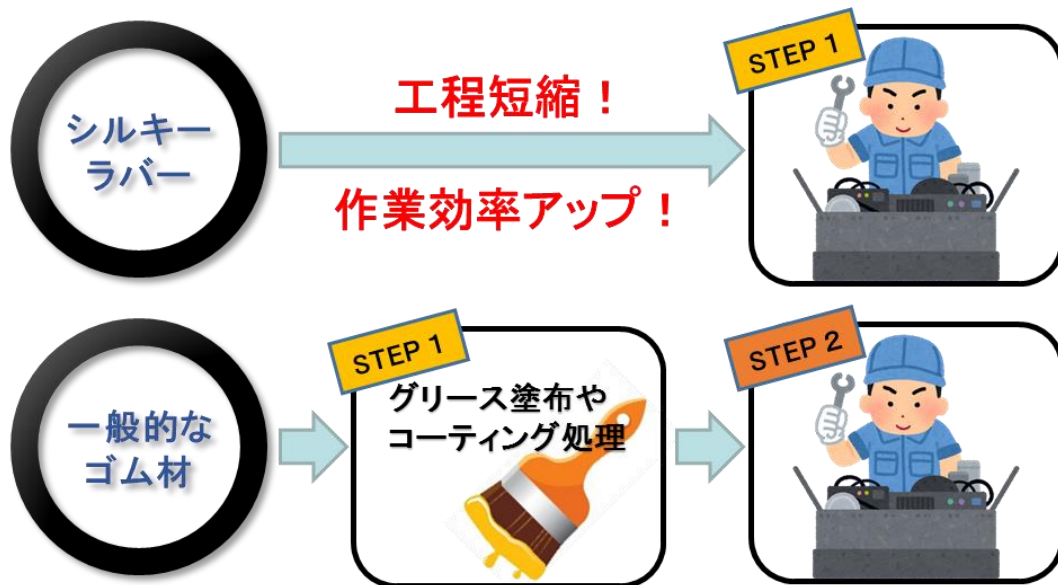 シルキー
ラバー
工程短縮！
作業効率アップ！
STEP 1
一般的な
ゴム材
STEP 1
グリース塗布や
コーティング処理
STEP 2